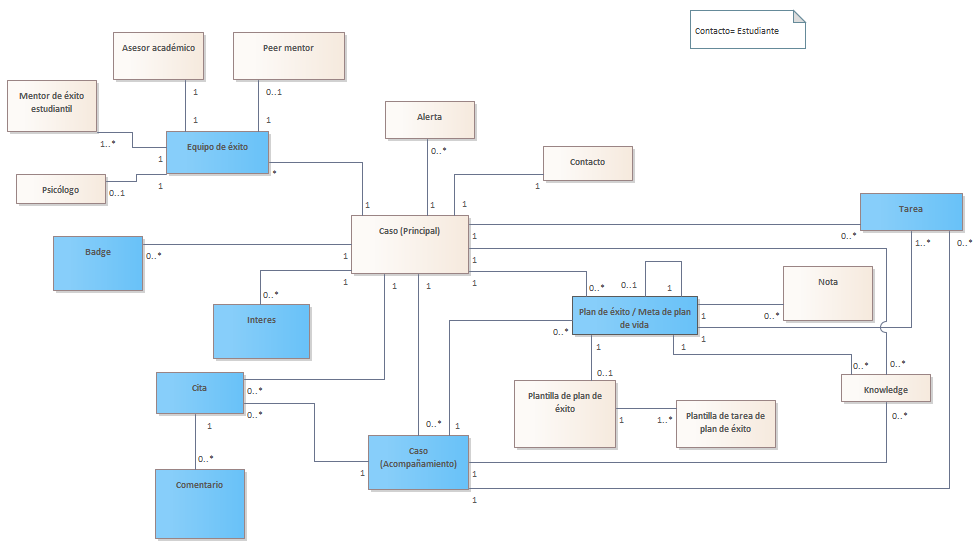 Contacto= Estudiante
Asesor académico
Peer mentor
Mentor de éxito
estudiantil
1
0..1
Alerta
1
1
1..*
Equipo de éxito
0..*
1
Contacto
*
Psicólogo
0..1
1
1
Tarea
1
1
1
Caso (Principal)
1
0..*
1..*
0..*
Badge
0..*
1
1
1
1
1
1
0..*
0..1
1
Nota
0..*
Interes
Plan de éxito / Meta de plan
de vida
1
0..*
0..*
1
1
1
0..*
0..*
Cita
0..*
0..1
Knowledge
0..*
Plantilla de plan de
éxito
1
1..*
Plantilla de tarea de
plan de éxito
0..*
1
0..*
1
Caso
(Acompañamiento)
0..*
1
1
Comentario
1